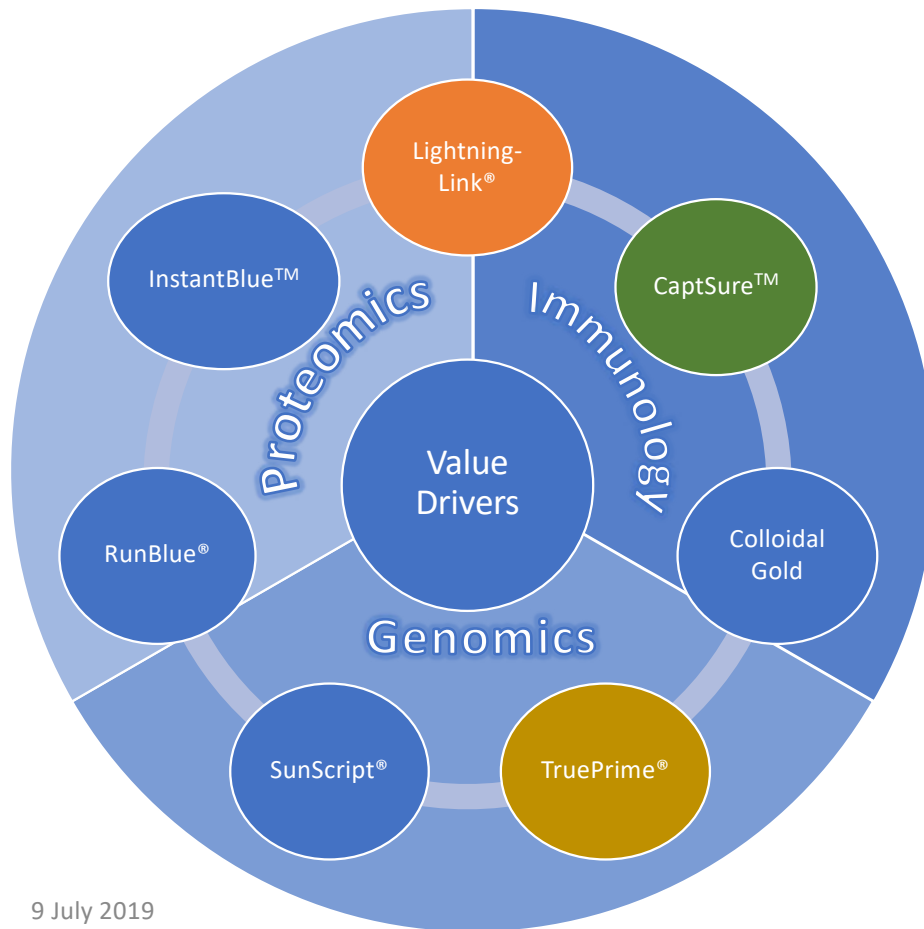 Lightning-
Link®
InstantBlue™
CaptSure™
Proteomics
Immunology
Value
Drivers
RunBlue®
Colloidal
Gold
Genomics
SunScript®
TruePrime®
9 July 2019